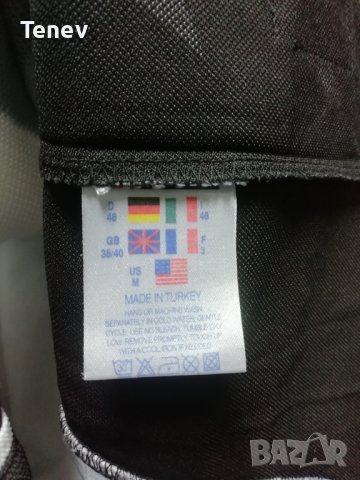 Tenev
D I
48 48
GB F
38/40 3
US
M
MADE IN TURKEY
HAND OR MACHINE WASH
SEPARATELY IN COLD WATER, GENTLE
CYCLE. USE NO BLEACH, TUMBLE DRY
LOW. REMOVE PROMPTLY. TOUCH UP
WITH A COOL IRON IF NEEDED.
BAZAR